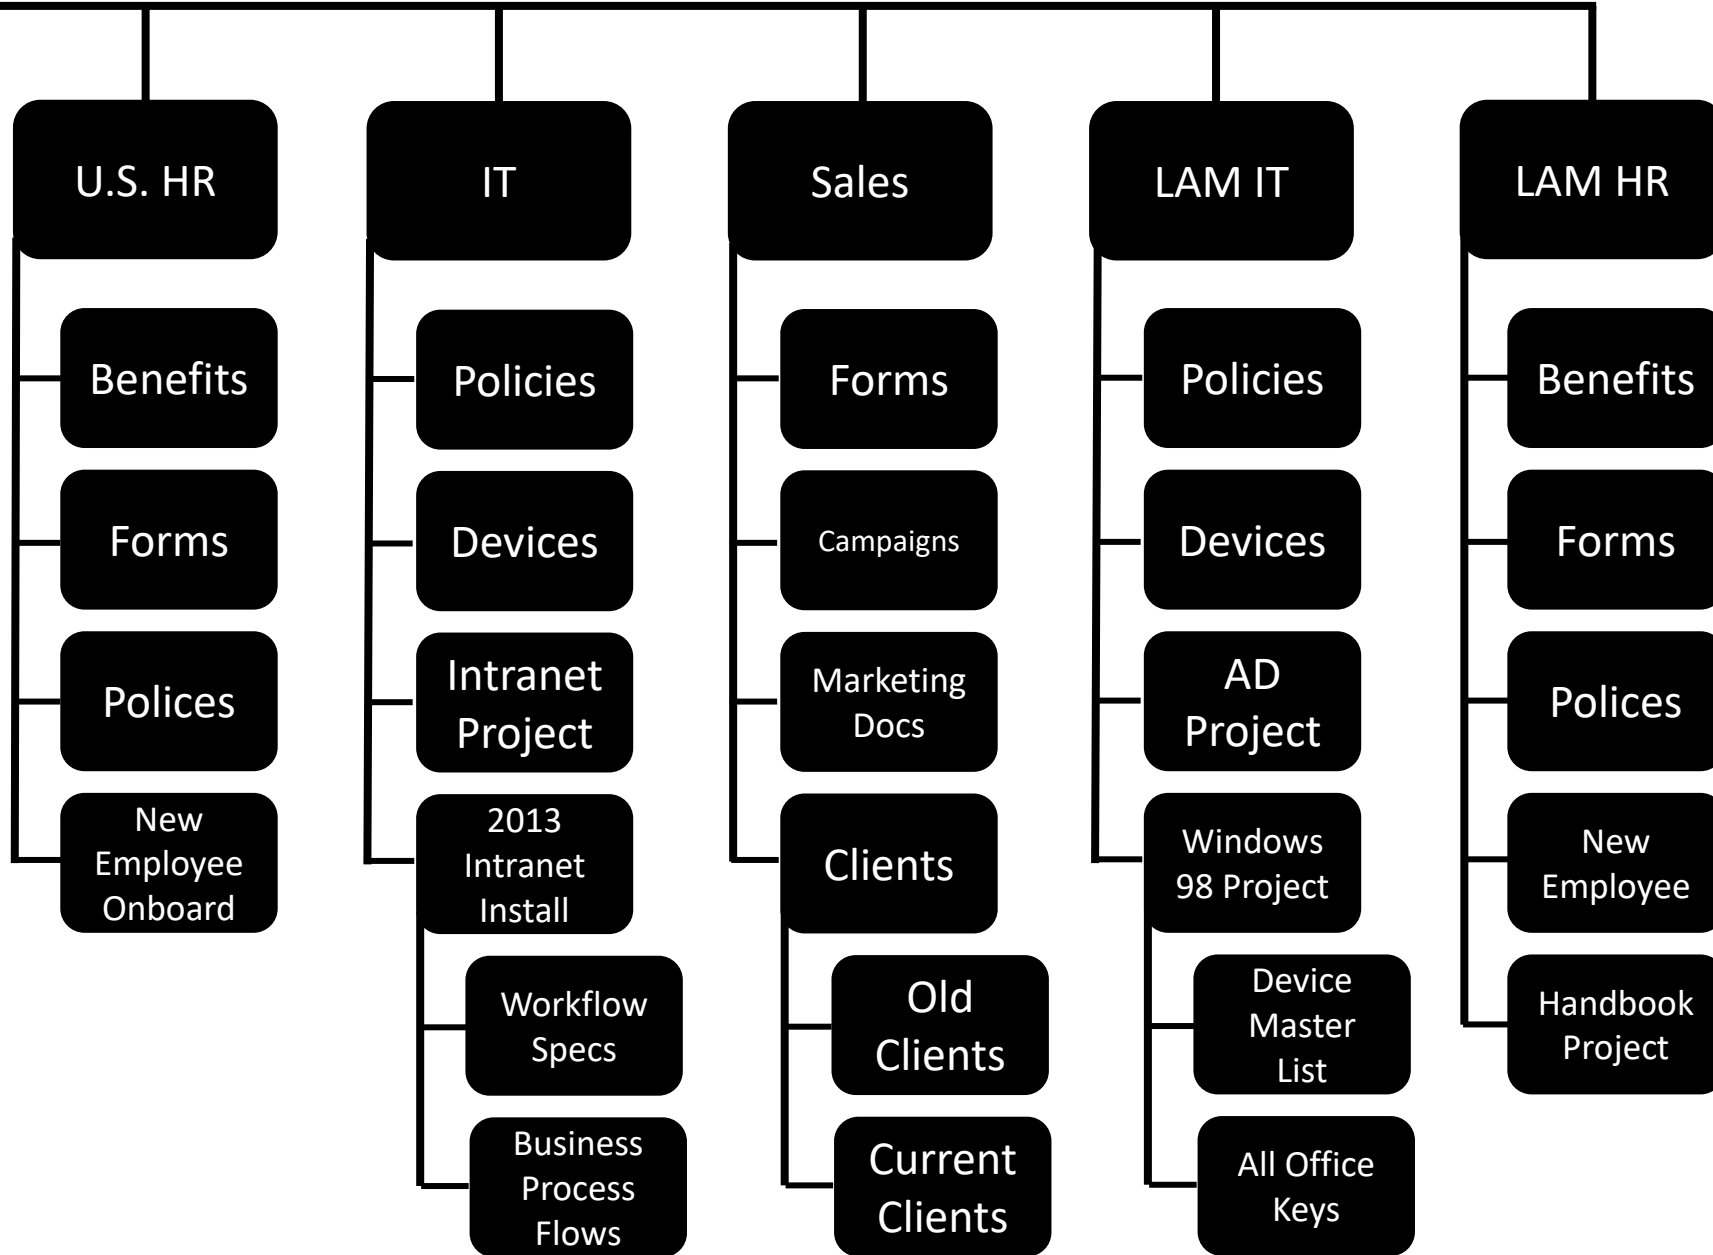 U.S. HR
IT
Sales
LAM IT
LAM HR
Benefits
Forms
Polices
New
Employee
Onboard
Policies
Devices
Intranet
Project
2013
Intranet
Install
Workflow
Specs
Business
Process
Flows
Forms
Campaigns
Marketing
Docs
Clients
Old
Clients
Current
Clients
Policies
Devices
AD
Project
Windows
98 Project
Device
Master
List
All Office
Keys
Benefits
Forms
Polices
New
Employee
Handbook
Project